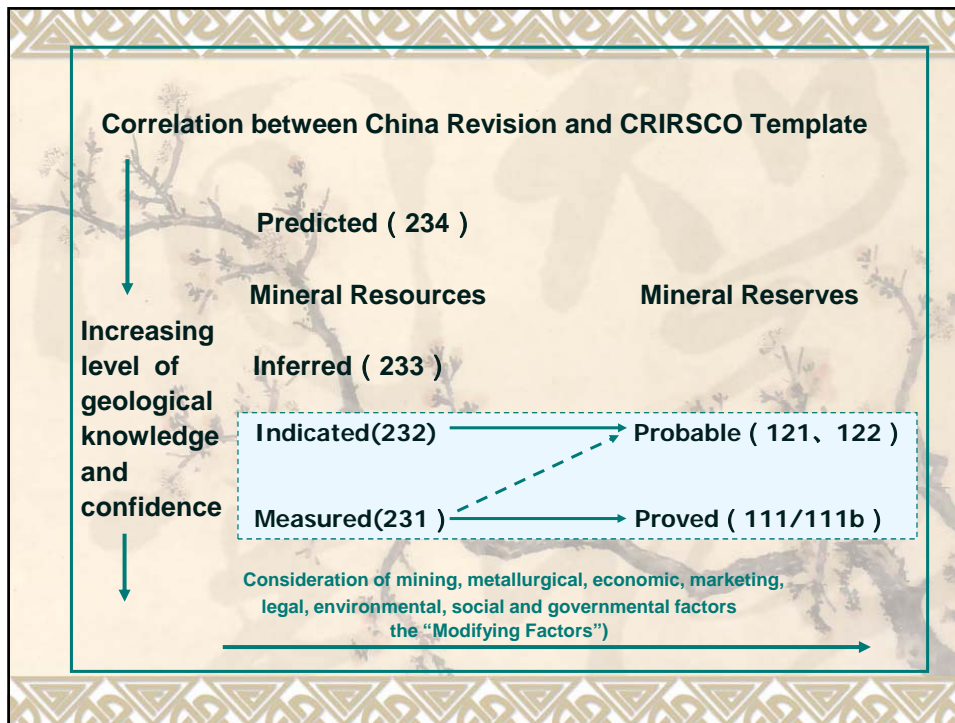 Correlation between China Revision and CRIRSCO Template
Predicted（234）
Mineral Resources
Mineral Reserves
Increasing
level of
geological
knowledge
and
confidence
Inferred（233）
Indicated(232)
Probable（121、122）
Measured(231）
Proved（111/111b）
Consideration of mining, metallurgical, economic, marketing,
legal, environmental, social and governmental factors
the “Modifying Factors”)